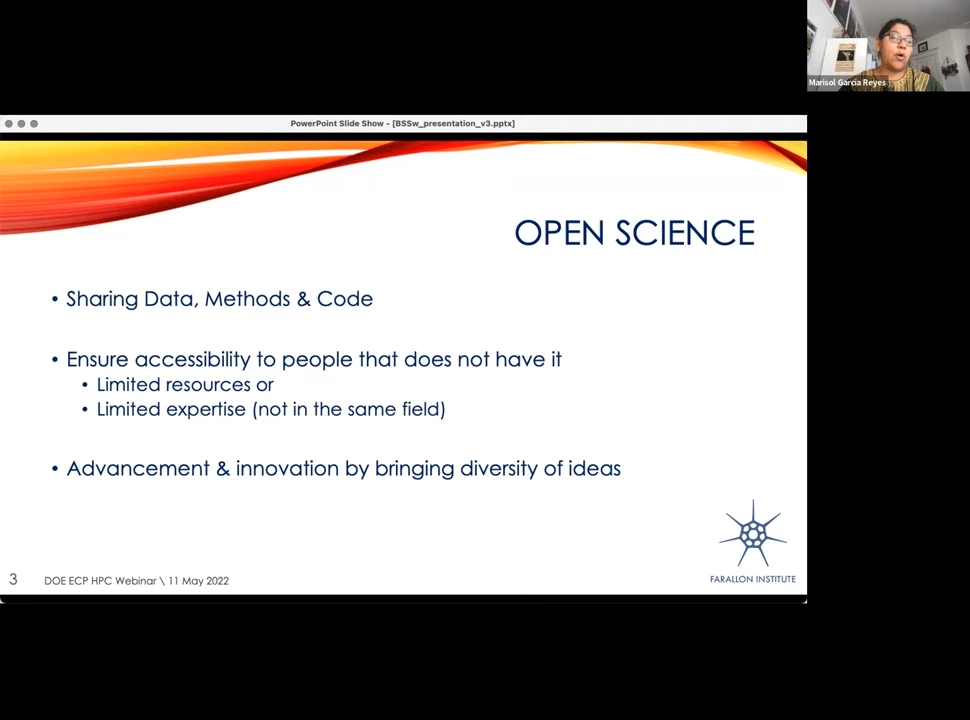 Marisol Garcia Reyes
PowerPoint Slide Show - [BSSw_presentation_v3.pptx]
OPEN SCIENCE
• Sharing Data, Methods & Code
• Ensure accessibility to people that does not have it
• Limited resources or
• Limited expertise (not in the same field)
• Advancement & innovation by bringing diversity of ideas
FARALLON INSTITUTE
3 DOE ECP HPC Webinar \ 11 May 2022